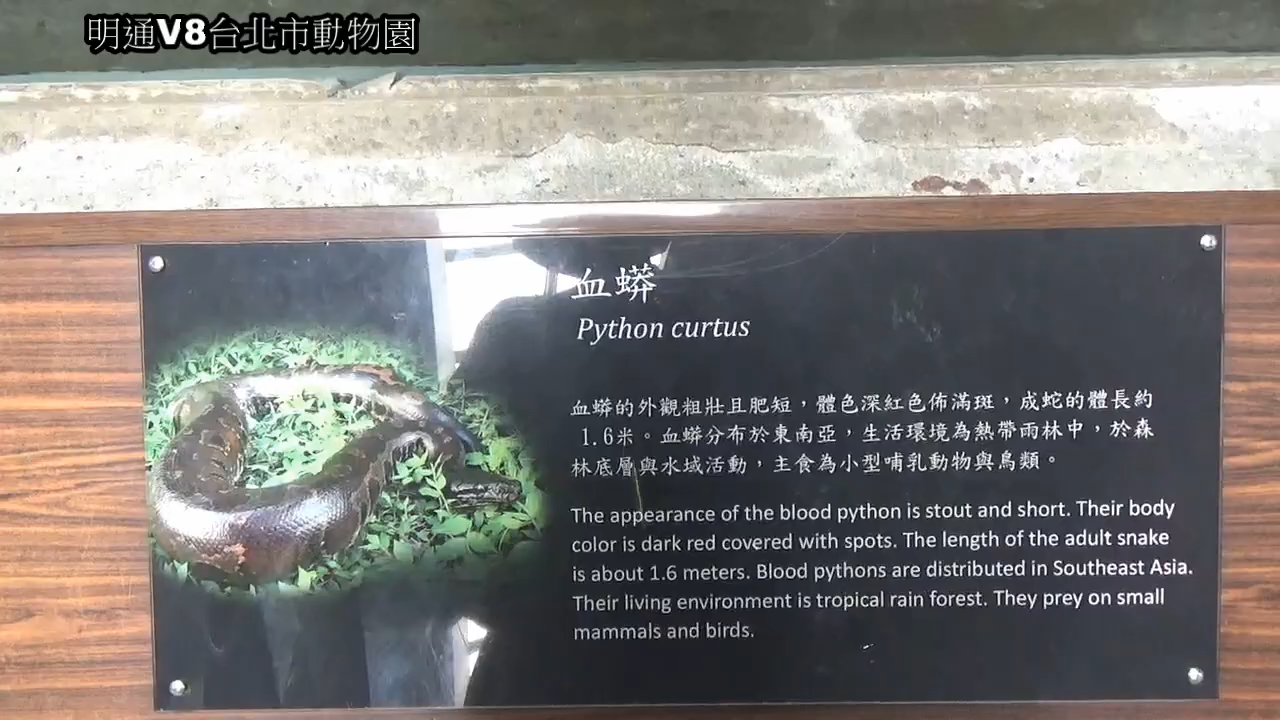 明通V8台北市動物園
血蟒
Python curtus
血蟒的外觀粗壯且肥短，體色深紅色佈滿斑，成蛇的體長約
1.6米。血蟒分布於東南亞，生活環境為熱帶雨林中，於森
林底層與水域活動，主食為小型哺乳動物與鳥類。
The appearance of the blood python is stout and short. Their body
color is dark red covered with spots. The length of the adult snake
is about 1.6 meters. Blood pythons are distributed in Southeast Asia.
Their living environment is tropical rain forest. They prey on small
mammals and birds.